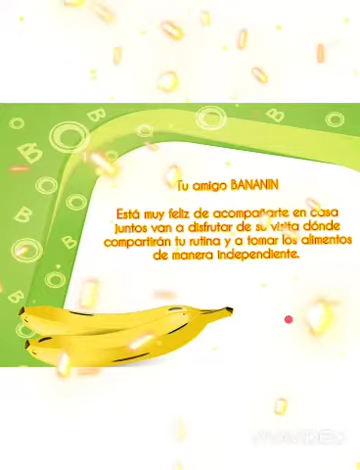 Tu amigo BANANIN
Está muy feliz de acompañarte en casa
juntos van a disfrutar de su visita dónde
compartirán tu rutina y a tomar los alimentos
de manera independiente.
VIVAVIDEO